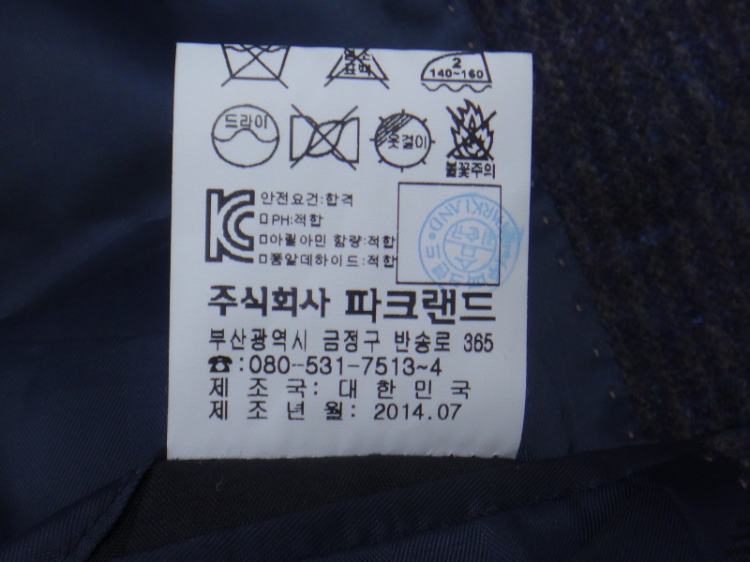 염소
표백
2
140~160
드라이
옷걸이
불꽃주의
안전요건:합격
PH:적합
아릴아민 함량:적합
폼알데하이드:적합
PARKLAND
주식회사 파크랜드
부산광역시 금정구 반송로 365
☎:080-531-7513~4
제 조 국: 대 한 민 국
제 조 년 월: 2014.07